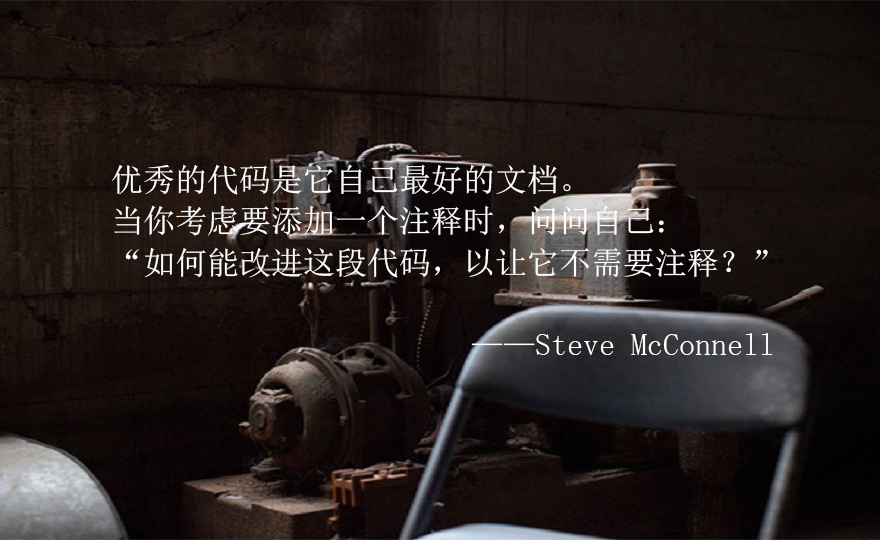 优秀的代码是它自己最好的文档。
当你考虑要添加一个注释时，问问自己：
“如何能改进这段代码，以让它不需要注释？”
——Steve McConnell